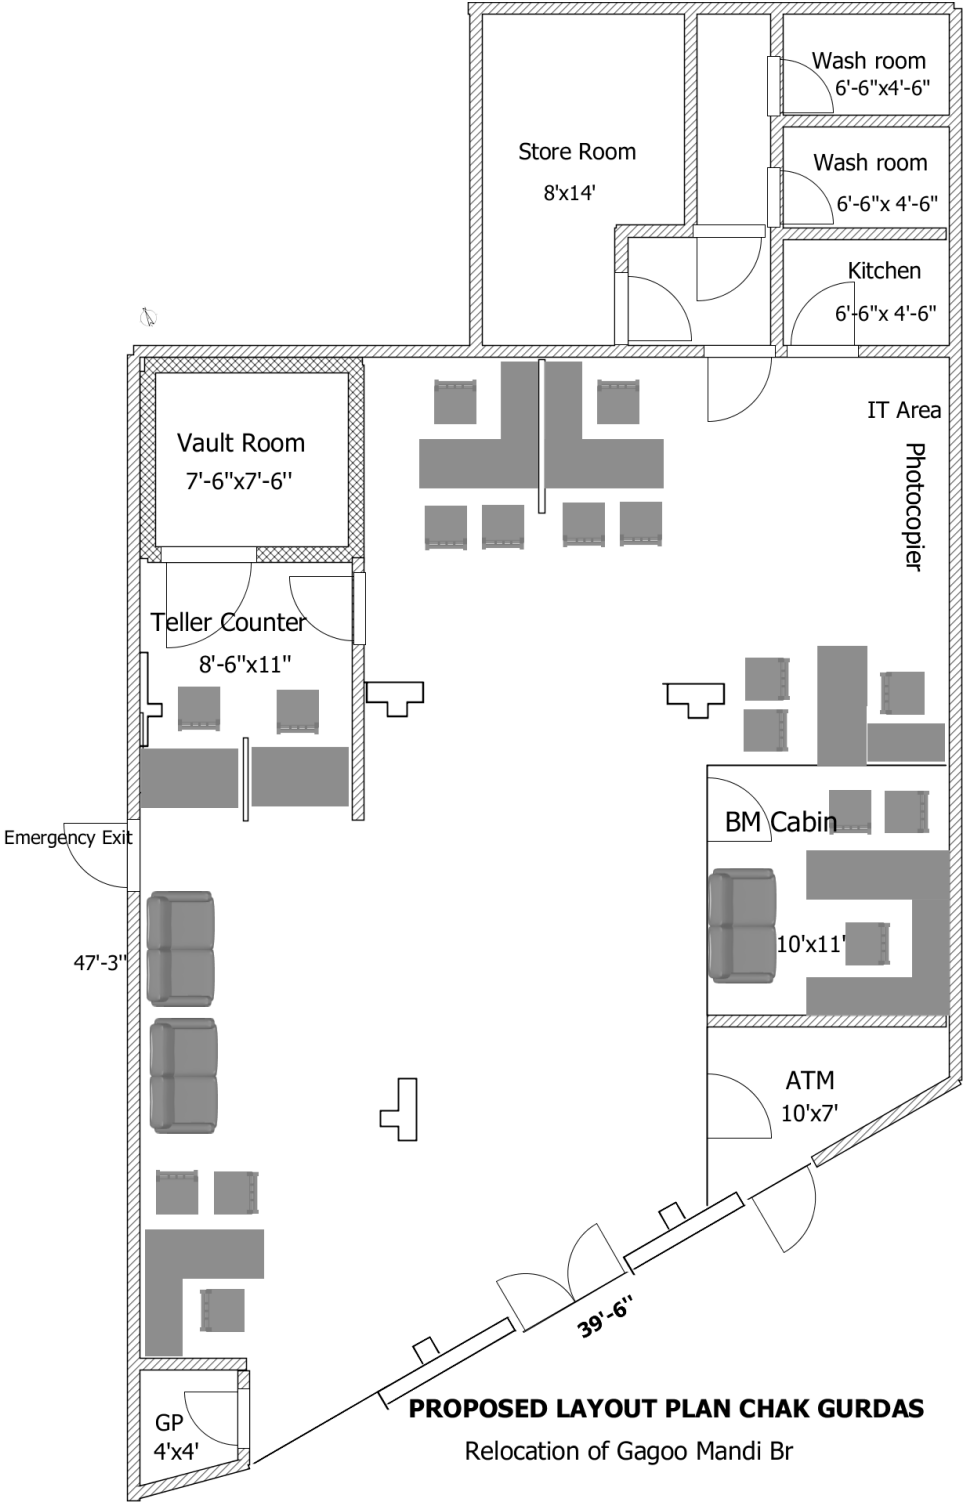 Wash room
6'-6"x4'-6"
Store Room
8'x14'
Wash room
6'-6"x 4'-6"
Kitchen
6'-6"x 4'-6"
IT Area
Photocopier
Vault Room
7'-6"x7'-6"
Teller Counter
8'-6"x11"
Emergency Exit
BM Cabin
10'x11'
47'-3"
ATM
10'x7'
39'-6"
GP
4'x4'
PROPOSED LAYOUT PLAN CHAK GURDAS
Relocation of Gagoo Mandi Br